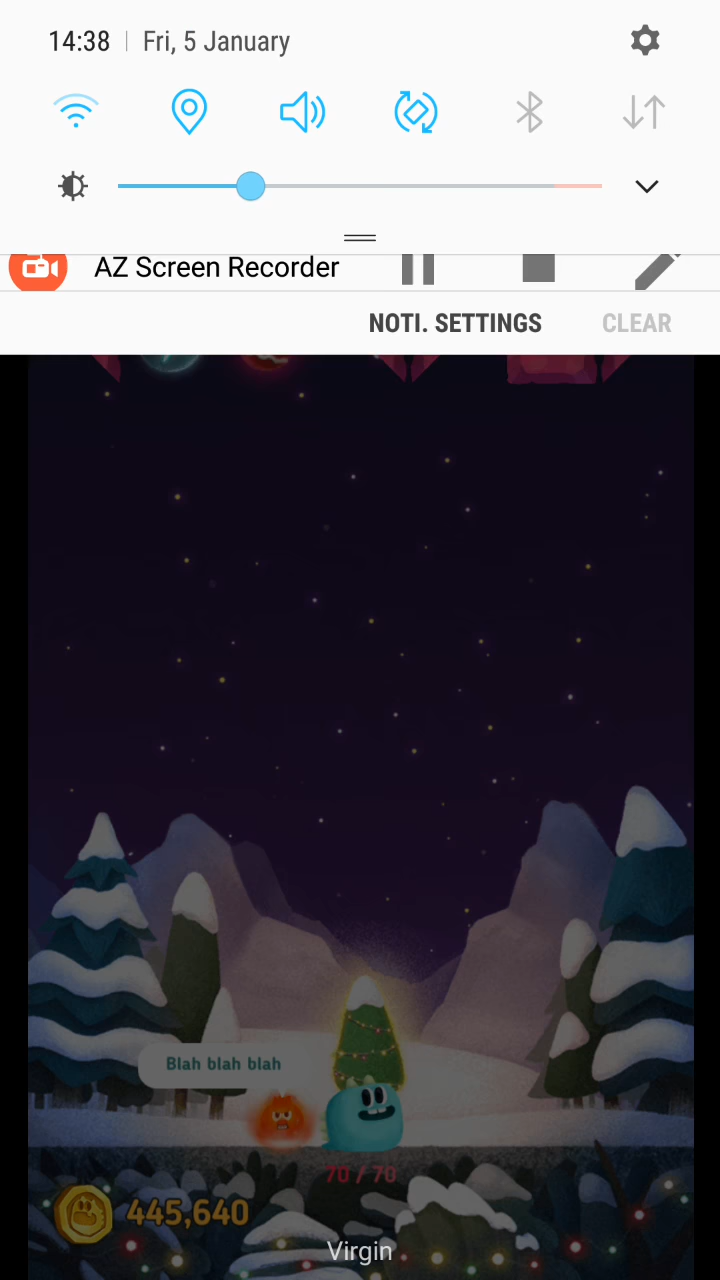 14:38 | Fri, 5 January
AZ Screen Recorder
NOTI. SETTINGS CLEAR
Blah blah blah
70 / 70
445,640
Virgin